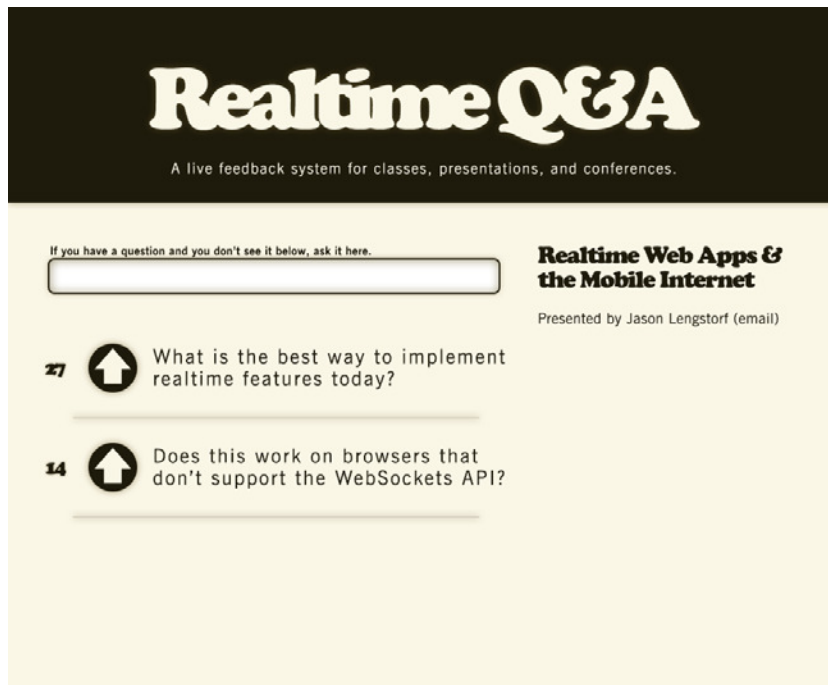 Realtime Q&A
A live feedback system for classes, presentations, and conferences.
If you have a question and you don't see it below, ask it here.
27
What is the best way to implement
realtime features today?
14
Does this work on browsers that
don't support the WebSockets API?
Realtime Web Apps &
the Mobile Internet
Presented by Jason Lengstorf (email)